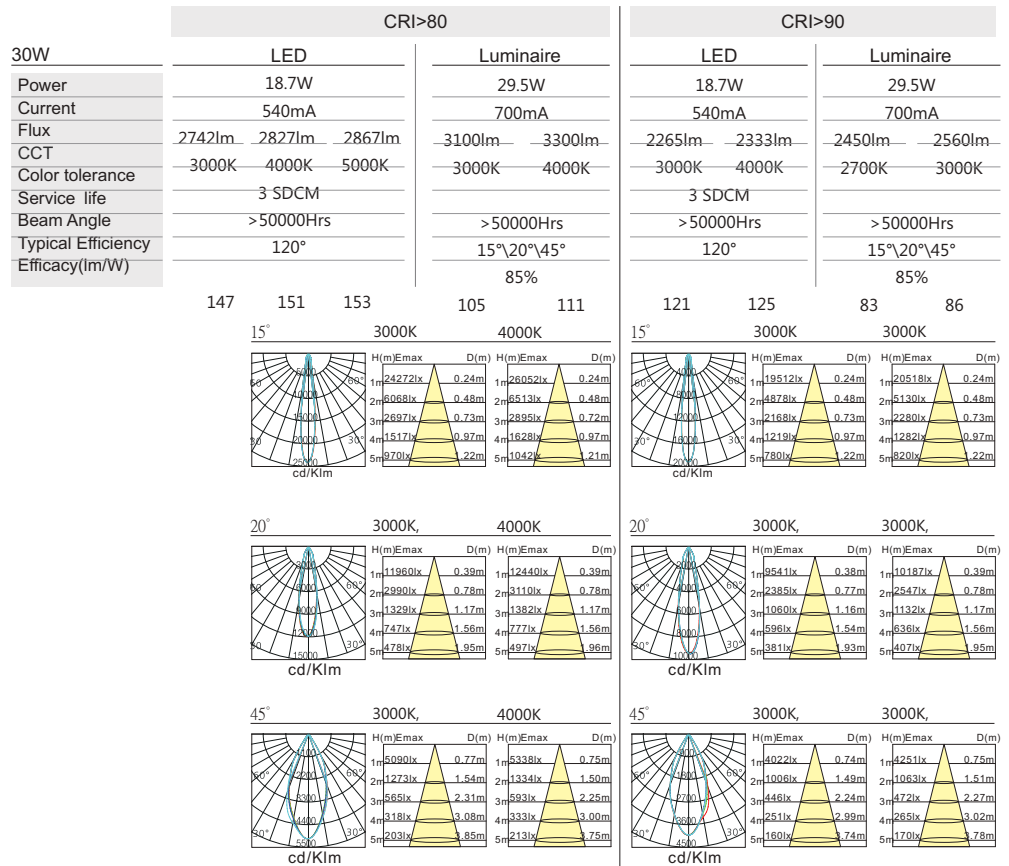 CRI>80 CRI>90
30W LED Luminaire LED Luminaire
Power 18.7W 29.5W 18.7W 29.5W
Current 540mA 700mA 540mA 700mA
Flux 2742lm 2827lm 2867lm 3100lm 3300lm 2265lm 2333lm 2450lm 2560lm
CCT 3000K 4000K 5000K 3000K 4000K 3000K 4000K 2700K 3000K
Color tolerance 3 SDCM 3 SDCM
Service life >50000Hrs >50000Hrs >50000Hrs >50000Hrs
Beam Angle 120° 15°\20°\45° 120° 15°\20°\45°
Typical Efficiency 85% 85%
Efficacy(lm/W) 147 151 153 105 111 121 125 83 86
15° 3000K 4000K 15° 3000K 3000K
H(m)Emax D(m) H(m)Emax D(m) H(m)Emax D(m) H(m)Emax D(m)
1m 24272lx 0.24m 1m 26052lx 0.24m 1m 19512lx 0.24m 1m 20518lx 0.24m
2m 6068lx 0.48m 2m 6513lx 0.48m 2m 4878lx 0.48m 2m 5130lx 0.48m
3m 2697lx 0.73m 3m 2895lx 0.72m 3m 2168lx 0.73m 3m 2280lx 0.73m
4m 1517lx 0.97m 4m 1628lx 0.97m 4m 1219lx 0.97m 4m 1282lx 0.97m
5m 970lx 1.22m 5m 1042lx 1.21m 5m 780lx 1.22m 5m 820lx 1.22m
cd/Klm cd/Klm
20° 3000K, 4000K 20° 3000K, 3000K,
H(m)Emax D(m) H(m)Emax D(m) H(m)Emax D(m) H(m)Emax D(m)
1m 11960lx 0.39m 1m 12440lx 0.39m 1m 9541lx 0.38m 1m 10187lx 0.39m
2m 2990lx 0.78m 2m 3110lx 0.78m 2m 2385lx 0.77m 2m 2547lx 0.78m
3m 1329lx 1.17m 3m 1382lx 1.17m 3m 1060lx 1.16m 3m 1132lx 1.17m
4m 747lx 1.56m 4m 777lx 1.56m 4m 596lx 1.54m 4m 636lx 1.56m
5m 478lx 1.95m 5m 497lx 1.96m 5m 381lx 1.93m 5m 407lx 1.95m
cd/Klm cd/Klm
45° 3000K, 4000K 45° 3000K, 3000K,
H(m)Emax D(m) H(m)Emax D(m) H(m)Emax D(m) H(m)Emax D(m)
1m 5090lx 0.77m 1m 5338lx 0.75m 1m 4022lx 0.74m 1m 4251lx 0.75m
2m 1273lx 1.54m 2m 1334lx 1.50m 2m 1006lx 1.49m 2m 1063lx 1.51m
3m 565lx 2.31m 3m 593lx 2.25m 3m 446lx 2.24m 3m 472lx 2.27m
4m 318lx 3.08m 4m 333lx 3.00m 4m 251lx 2.99m 4m 265lx 3.02m
5m 203lx 3.85m 5m 213lx 3.75m 5m 160lx 3.74m 5m 170lx 3.78m
cd/Klm cd/Klm